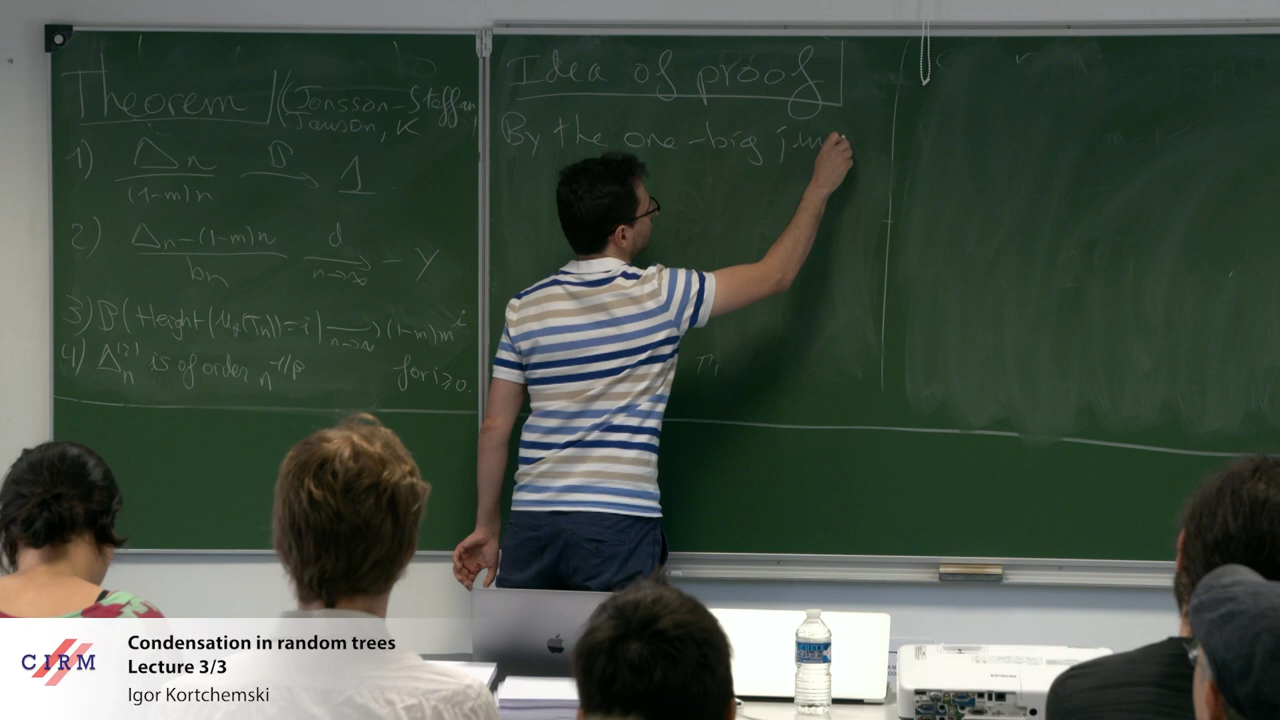 Theorem (Jonsson-Steffan
Janson, K
1) Δn / (1-m)n →P 1
2) Δn-(1-m)n / bn →d n→∞ -Y
3) P(Height(u*(Tn))=i) → n→∞ (1-m)m^i
for i≥0.
4) Δn^(2) is of order n^1/β
Idea of proof
By the one-big jum
CIRM
Condensation in random trees
Lecture 3/3
Igor Kortchemski